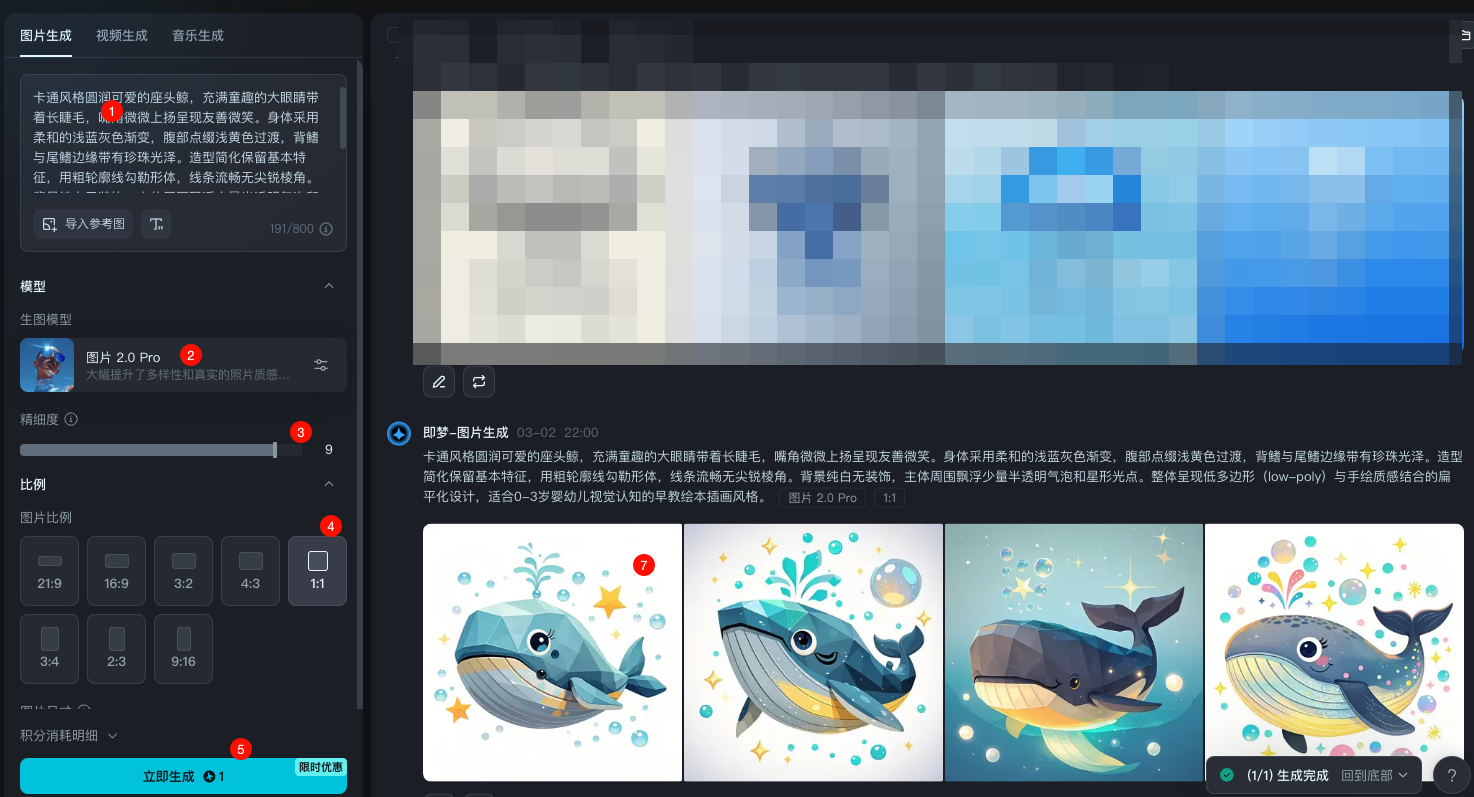 图片生成 视频生成 音乐生成
卡通风格圆润可爱的座头鲸，充满童趣的大眼睛带
着长睫毛，嘴角微微上扬呈现友善微笑。身体采用
柔和的浅蓝灰色渐变，腹部点缀浅黄色过渡，背鳍
与尾鳍边缘带有珍珠光泽。造型简化保留基本特
征，用粗轮廓线勾勒形体，线条流畅无尖锐棱角。
1
导入参考图
191/800
模型
生图模型
图片 2.0 Pro
2
大幅提升了多样性和真实的照片质感...
精细度
3
9
比例
图片比例
4
21:9 16:9 3:2 4:3 1:1
3:4 2:3 9:16
图片尺寸
积分消耗明细
5
立即生成 1
限时优惠
即梦-图片生成 03-02 22:00
卡通风格圆润可爱的座头鲸，充满童趣的大眼睛带着长睫毛，嘴角微微上扬呈现友善微笑。身体采用柔和的浅蓝灰色渐变，腹部点缀浅黄色过渡，背鳍与尾鳍边缘带有珍珠光泽。造型
简化保留基本特征，用粗轮廓线勾勒形体，线条流畅无尖锐棱角。背景纯白无装饰，主体周围飘浮少量半透明气泡和星形光点。整体呈现低多边形（low-poly）与手绘质感结合的扁
平化设计，适合0-3岁婴幼儿视觉认知的早教绘本插画风格。 图片 2.0 Pro 1:1
7
(1/1) 生成完成 回到底部
?